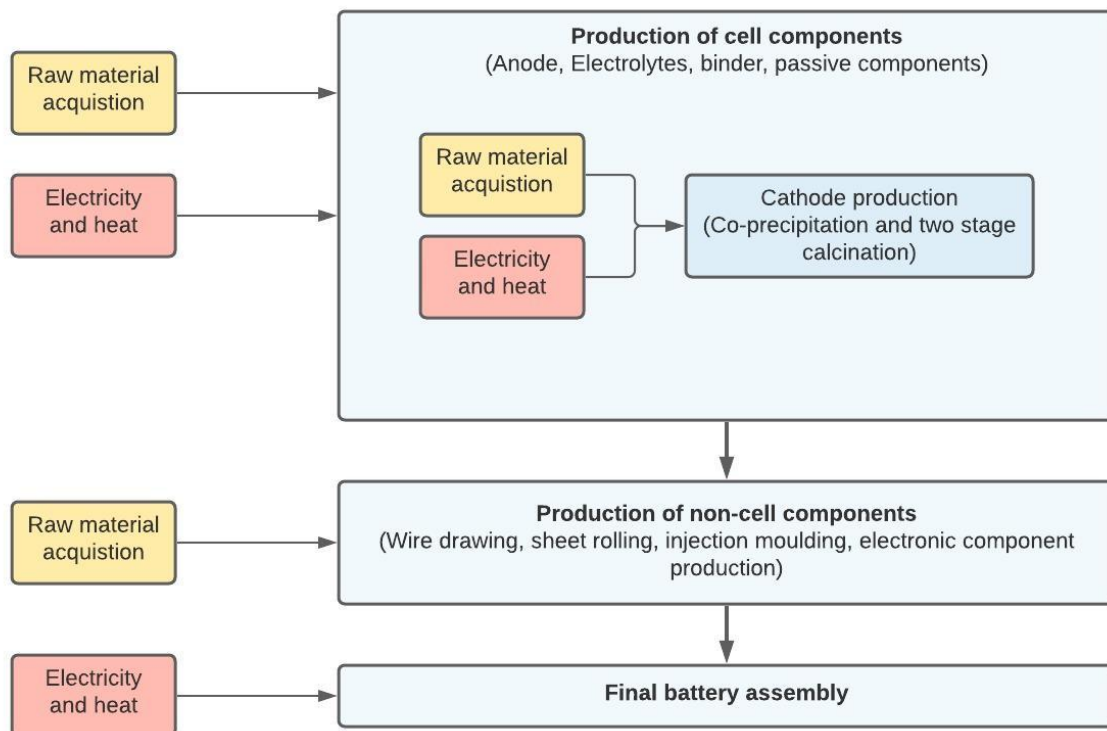 Production of cell components
(Anode, Electrolytes, binder, passive components)
Raw material
acquistion
Electricity
and heat
Raw material
acquistion
Electricity
and heat
Cathode production
(Co-precipitation and two stage
calcination)
Raw material
acquistion
Production of non-cell components
(Wire drawing, sheet rolling, injection moulding, electronic component
production)
Electricity
and heat
Final battery assembly